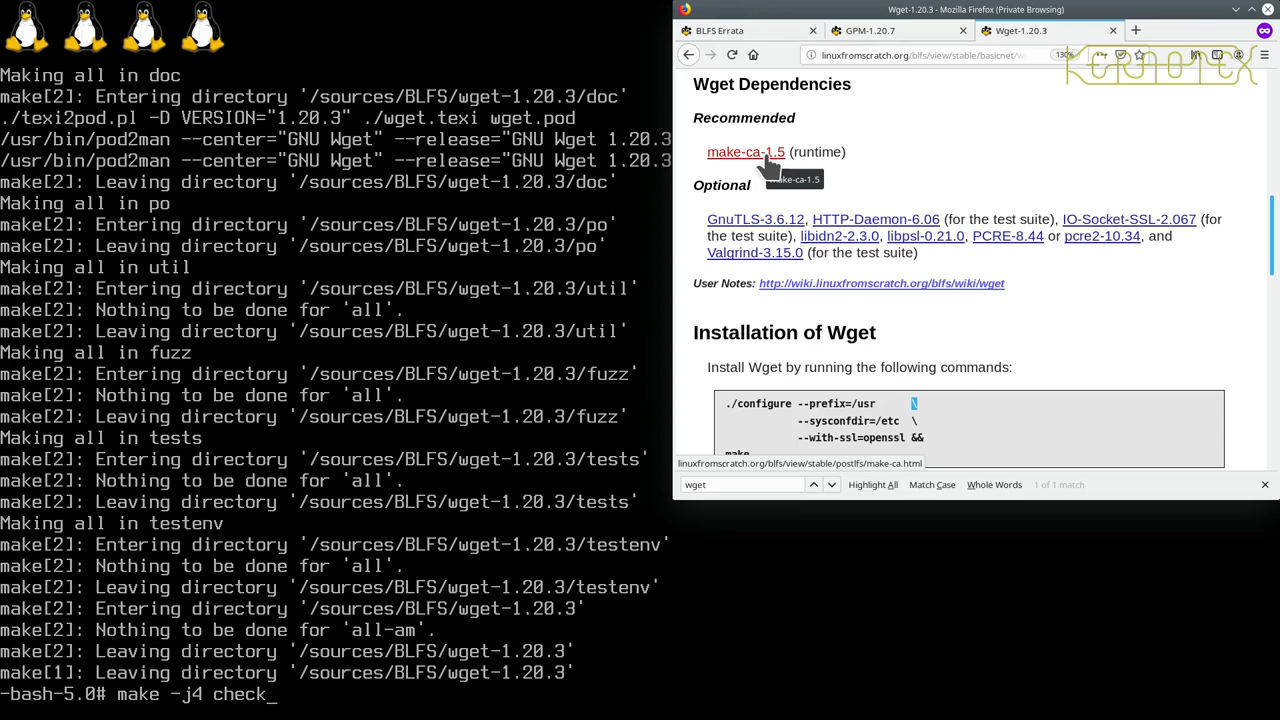 Making all in doc
make[2]: Entering directory '/sources/BLFS/wget-1.20.3/doc'
./texi2pod.pl -D VERSION="1.20.3" ./wget.texi wget.pod
/usr/bin/pod2man --center="GNU Wget" --release="GNU Wget 1.20.3
/usr/bin/pod2man --center="GNU Wget" --release="GNU Wget 1.20.3
make[2]: Leaving directory '/sources/BLFS/wget-1.20.3/doc'
Making all in po
make[2]: Entering directory '/sources/BLFS/wget-1.20.3/po'
make[2]: Leaving directory '/sources/BLFS/wget-1.20.3/po'
Making all in util
make[2]: Entering directory '/sources/BLFS/wget-1.20.3/util'
make[2]: Nothing to be done for 'all'.
make[2]: Leaving directory '/sources/BLFS/wget-1.20.3/util'
Making all in fuzz
make[2]: Entering directory '/sources/BLFS/wget-1.20.3/fuzz'
make[2]: Nothing to be done for 'all'.
make[2]: Leaving directory '/sources/BLFS/wget-1.20.3/fuzz'
Making all in tests
make[2]: Entering directory '/sources/BLFS/wget-1.20.3/tests'
make[2]: Nothing to be done for 'all'.
make[2]: Leaving directory '/sources/BLFS/wget-1.20.3/tests'
Making all in testenv
make[2]: Entering directory '/sources/BLFS/wget-1.20.3/testenv'
make[2]: Nothing to be done for 'all'.
make[2]: Leaving directory '/sources/BLFS/wget-1.20.3/testenv'
make[2]: Entering directory '/sources/BLFS/wget-1.20.3'
make[2]: Nothing to be done for 'all-am'.
make[2]: Leaving directory '/sources/BLFS/wget-1.20.3'
make[1]: Leaving directory '/sources/BLFS/wget-1.20.3'
-bash-5.0# make -j4 check_
Wget-1.20.3 - Mozilla Firefox (Private Browsing)
BLFS Errata
GPM-1.20.7
Wget-1.20.3
linuxfromscratch.org/blfs/view/stable/basicnet/w 130%
Wget Dependencies
Recommended
make-ca-1.5 (runtime)
make-ca-1.5
Optional
GnuTLS-3.6.12, HTTP-Daemon-6.06 (for the test suite), IO-Socket-SSL-2.067 (for
the test suite), libidn2-2.3.0, libpsl-0.21.0, PCRE-8.44 or pcre2-10.34, and
Valgrind-3.15.0 (for the test suite)
User Notes: http://wiki.linuxfromscratch.org/blfs/wiki/wget
Installation of Wget
Install Wget by running the following commands:
./configure --prefix=/usr \
--sysconfdir=/etc \
--with-ssl=openssl &&
make
linuxfromscratch.org/blfs/view/stable/postlfs/make-ca.html
wget
Highlight All
Match Case
Whole Words
1 of 1 match